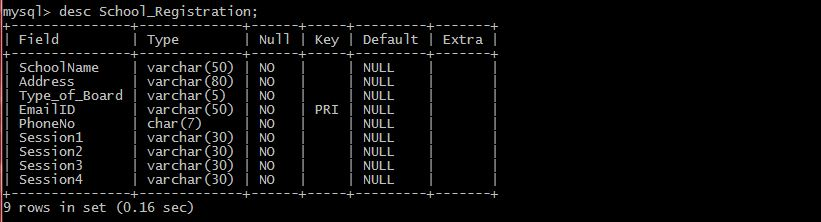 mysql> desc School_Registration;
+---------------+-------------+------+-----+---------+-------+
| Field         | Type        | Null | Key | Default | Extra |
+---------------+-------------+------+-----+---------+-------+
| SchoolName    | varchar(50) | NO   |     | NULL    |       |
| Address       | varchar(80) | NO   |     | NULL    |       |
| Type_of_Board | varchar(5)  | NO   |     | NULL    |       |
| EmailID       | varchar(50) | NO   | PRI | NULL    |       |
| PhoneNo       | char(7)     | NO   |     | NULL    |       |
| Session1      | varchar(30) | NO   |     | NULL    |       |
| Session2      | varchar(30) | NO   |     | NULL    |       |
| Session3      | varchar(30) | NO   |     | NULL    |       |
| Session4      | varchar(30) | NO   |     | NULL    |       |
+---------------+-------------+------+-----+---------+-------+
9 rows in set (0.16 sec)